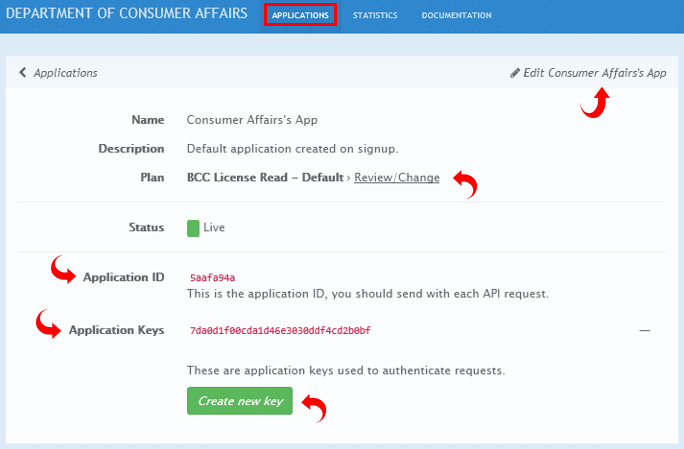 DEPARTMENT OF CONSUMER AFFAIRS APPLICATIONS STATISTICS DOCUMENTATION
Applications Edit Consumer Affairs's App
Name Consumer Affairs's App
Description Default application created on signup.
Plan BCC License Read – Default › Review/Change
Status Live
Application ID 5aafa94a
This is the application ID, you should send with each API request.
Application Keys 7da0d1f00cda1d46e3030ddf4cd2b0bf —
These are application keys used to authenticate requests.
Create new key